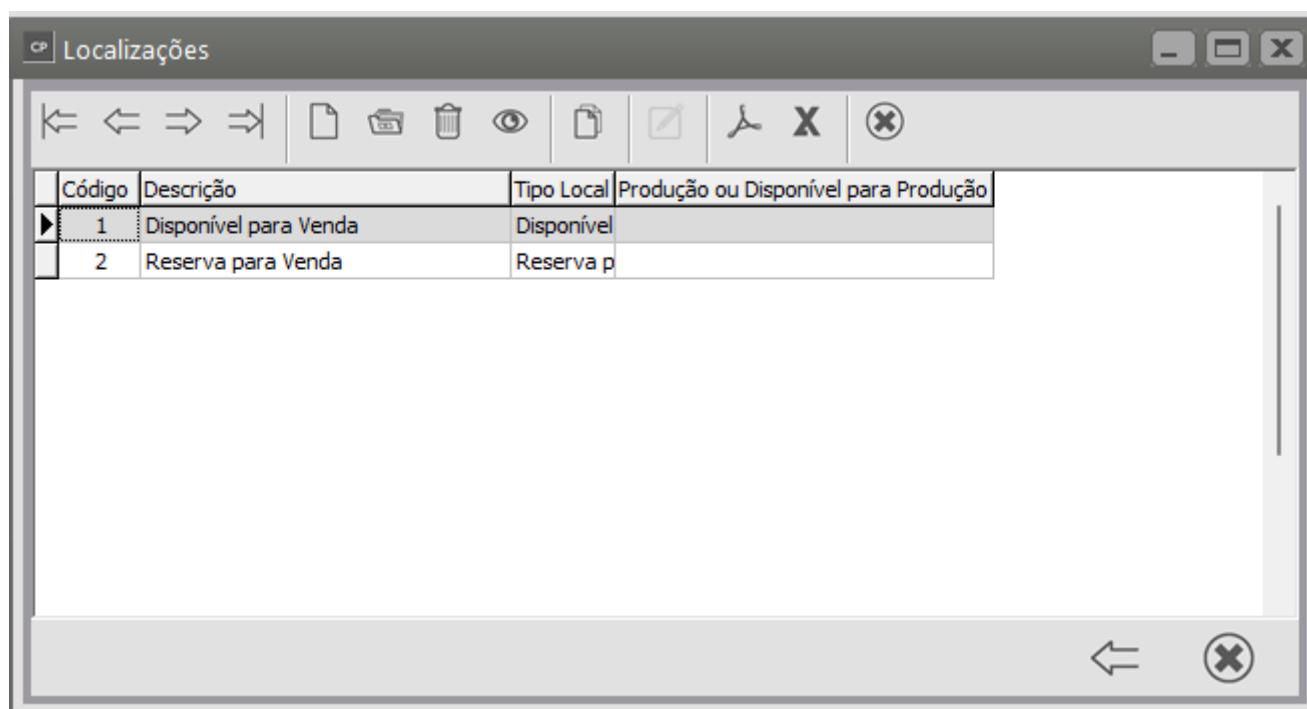 CP Localizações
X
Código Descrição Tipo Local Produção ou Disponível para Produção
1 Disponível para Venda Disponível
2 Reserva para Venda Reserva p